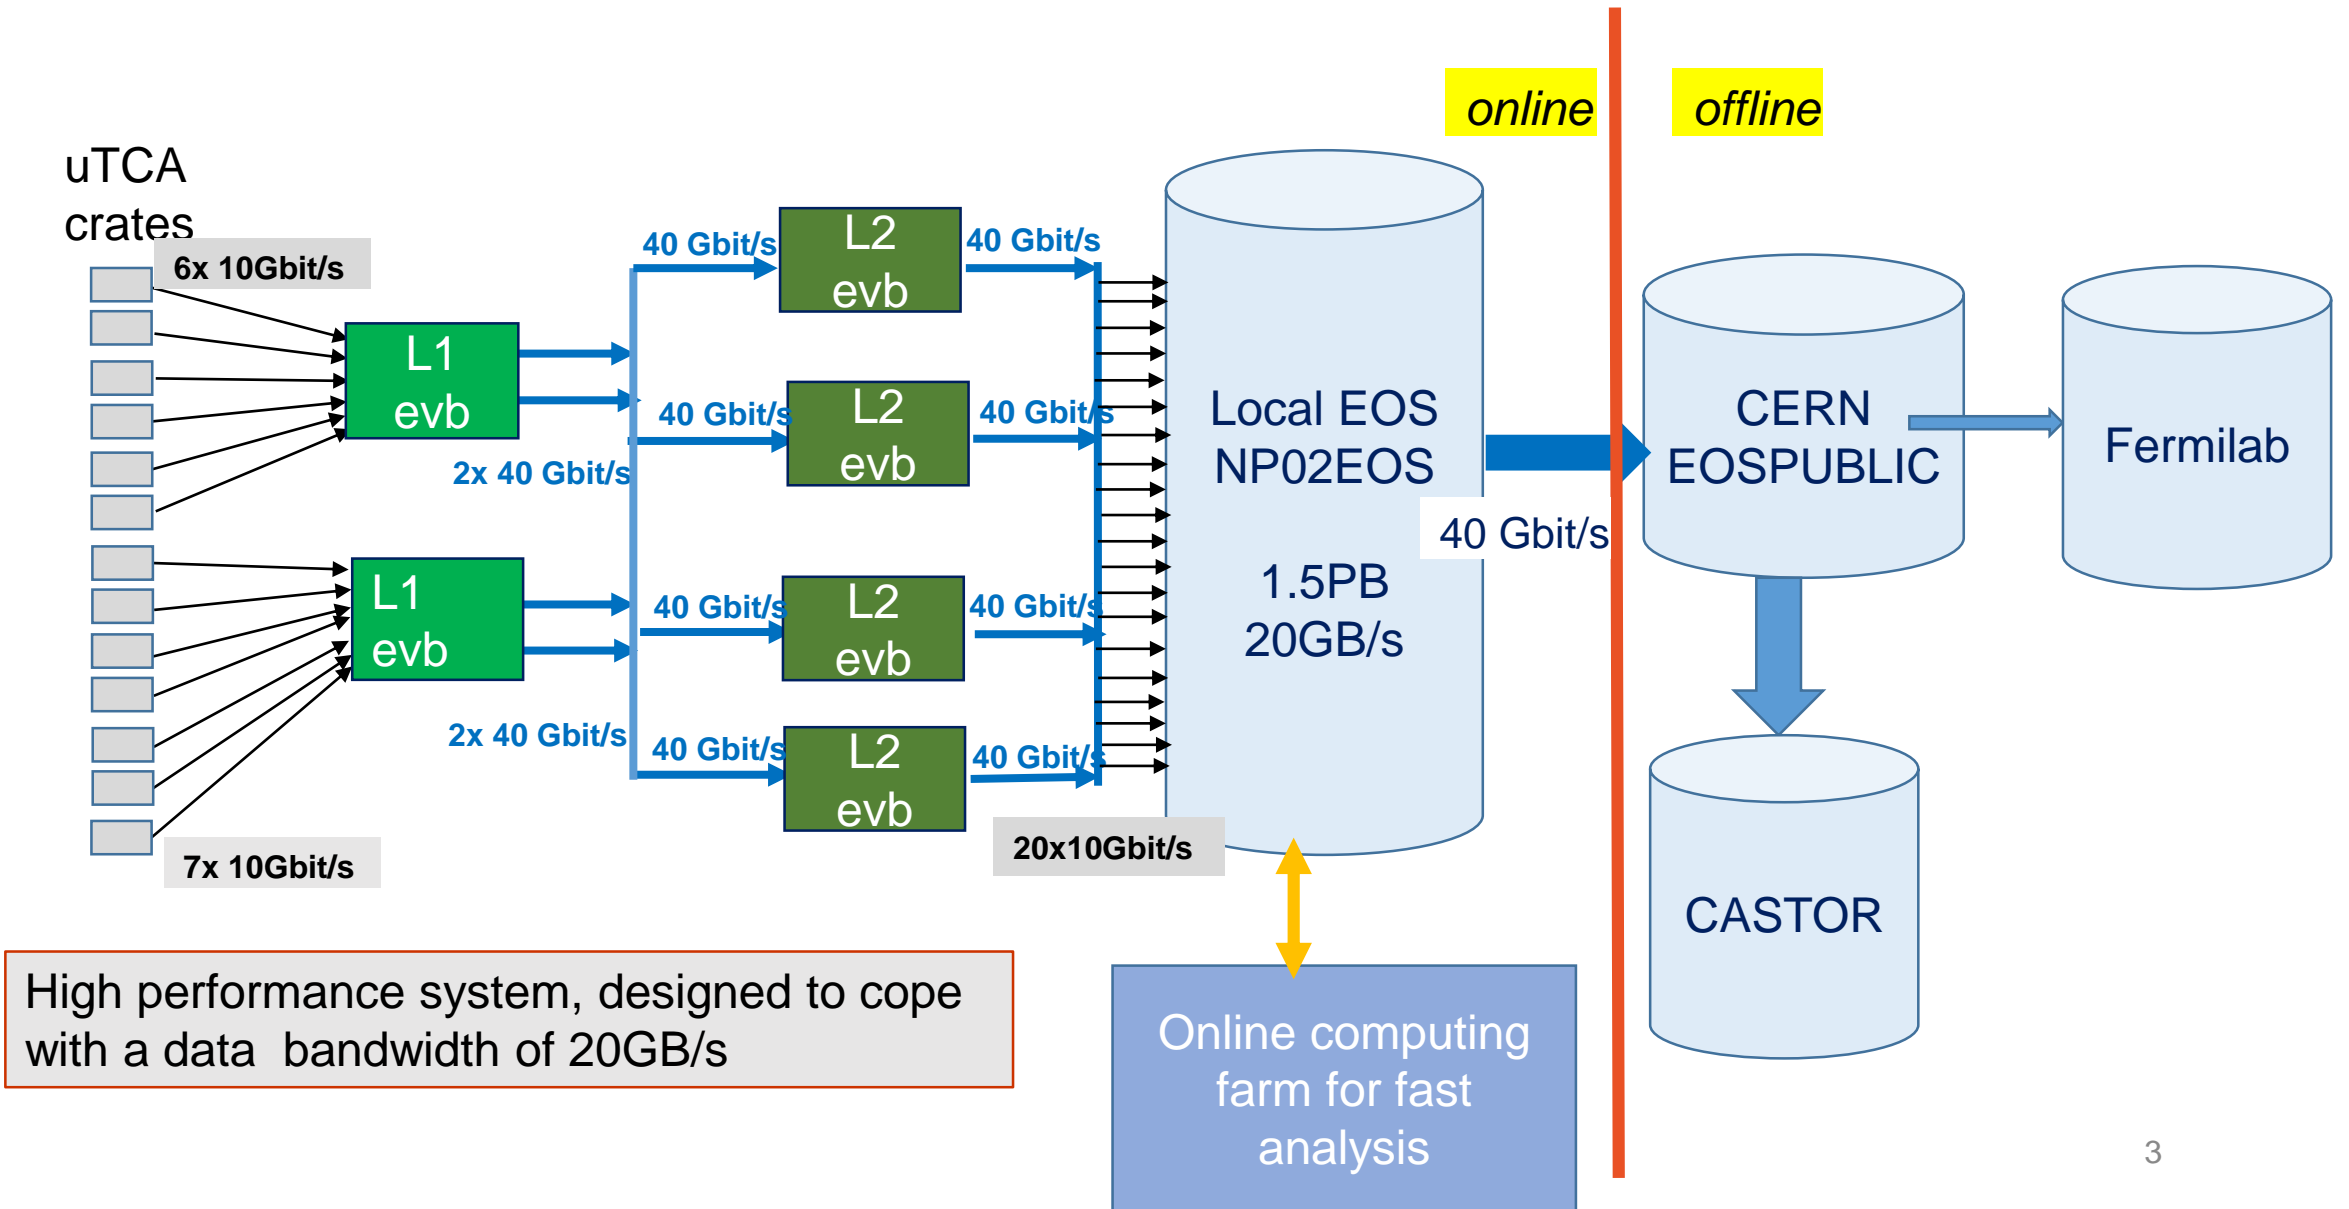 online
offline
uTCA
crates
6x 10Gbit/s
40 Gbit/s
L2
evb
40 Gbit/s
L1
evb
2x 40 Gbit/s
40 Gbit/s
L2
evb
40 Gbit/s
L1
evb
2x 40 Gbit/s
40 Gbit/s
L2
evb
40 Gbit/s
40 Gbit/s
L2
evb
40 Gbit/s
7x 10Gbit/s
20x10Gbit/s
Local EOS
NP02EOS
1.5PB
20GB/s
40 Gbit/s
CERN
EOSPUBLIC
Fermilab
CASTOR
High performance system, designed to cope
with a data  bandwidth of 20GB/s
Online computing
farm for fast
analysis
3